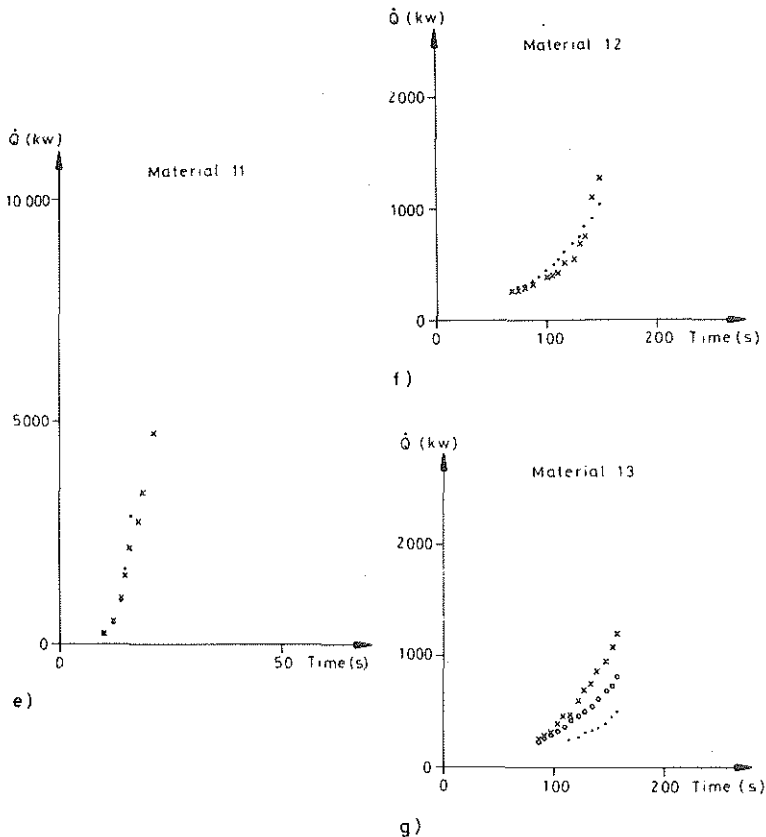 Q̇ (kw)
Material 11
10 000
5000
0
0
50
Time(s)
e)
Q̇ (kw)
Material 12
2000
1000
0
0
100
200
Time(s)
f)
Q̇ (kw)
Material 13
2000
1000
0
0
100
200
Time(s)
g)